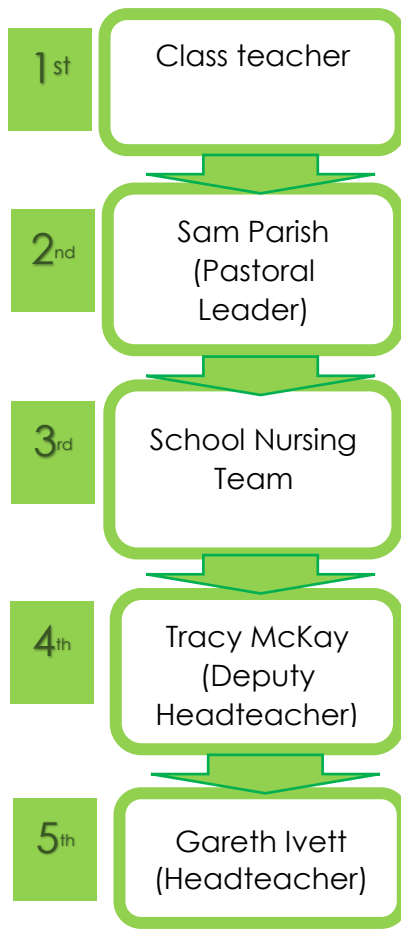 1st
Class teacher
2nd
Sam Parish
(Pastoral
Leader)
3rd
School Nursing
Team
4th
Tracy McKay
(Deputy
Headteacher)
5th
Gareth Ivett
(Headteacher)